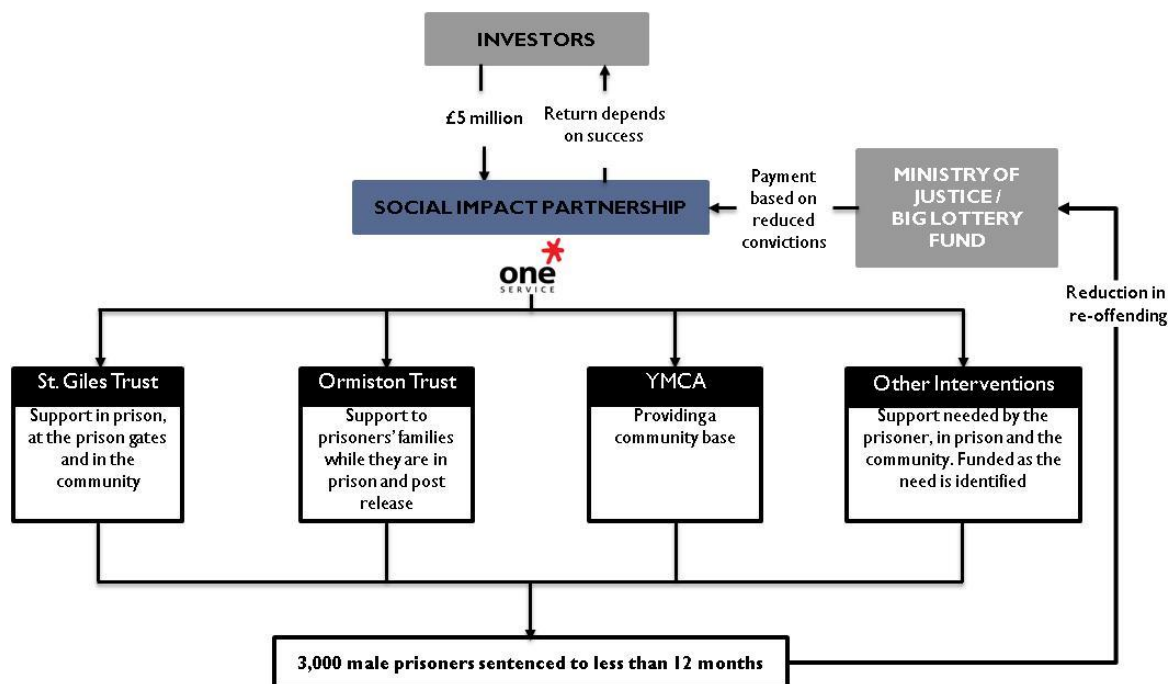 INVESTORS
£5 million
Return depends
on success
SOCIAL IMPACT PARTNERSHIP
Payment
based on
reduced
convictions
MINISTRY OF
JUSTICE /
BIG LOTTERY
FUND
one
SERVICE
Reduction in
re-offending
St. Giles Trust
Support in prison,
at the prison gates
and in the
community
Ormiston Trust
Support to
prisoners' families
while they are in
prison and post
release
YMCA
Providing a
community base
Other Interventions
Support needed by the
prisoner, in prison and the
community. Funded as the
need is identified
3,000 male prisoners sentenced to less than 12 months